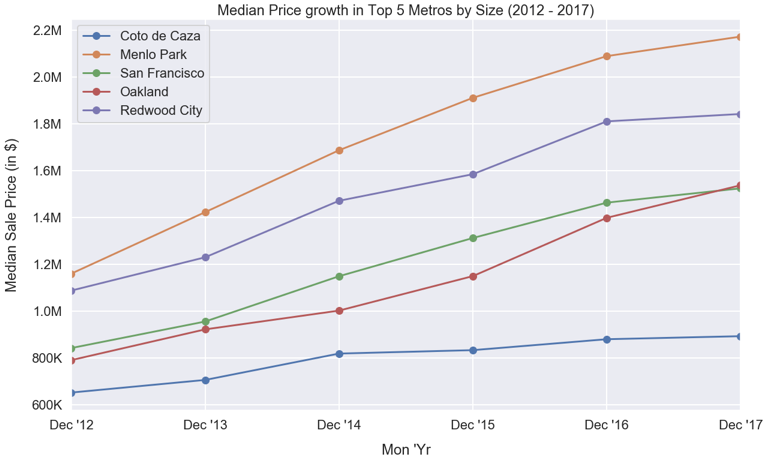 Median Price growth in Top 5 Metros by Size (2012 - 2017)
Coto de Caza
Menlo Park
San Francisco
Oakland
Redwood City
Median Sale Price (in $)
2.2M
2.0M
1.8M
1.6M
1.4M
1.2M
1.0M
800K
600K
Dec '12 Dec '13 Dec '14 Dec '15 Dec '16 Dec '17
Mon 'Yr